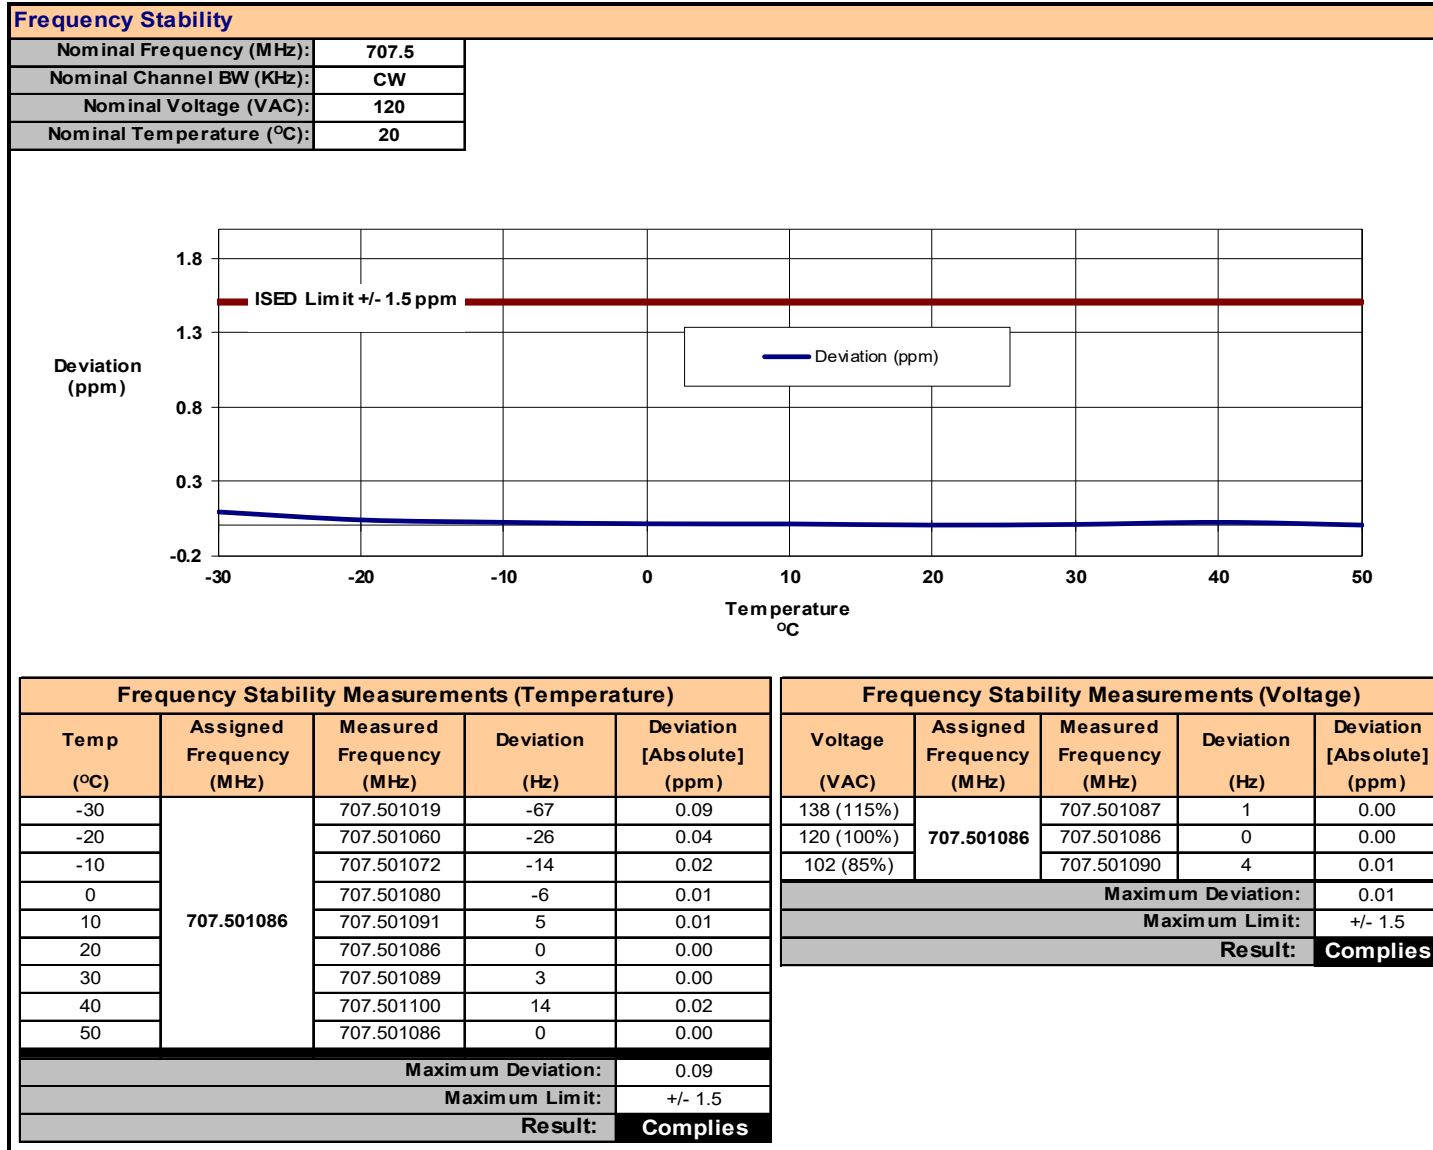 Frequency Stability
Nominal Frequency (MHz): 707.5
Nominal Channel BW (KHz): CW
Nominal Voltage (VAC): 120
Nominal Temperature (ºC): 20
1.8
1.3
0.8
0.3
-0.2
Deviation
(ppm)
ISED Limit +/- 1.5 ppm
Deviation (ppm)
-30 -20 -10 0 10 20 30 40 50
Temperature
ºC
Frequency Stability Measurements (Temperature)
Temp (ºC) Assigned Frequency (MHz) Measured Frequency (MHz) Deviation (Hz) Deviation [Absolute] (ppm)
-30 707.501019 -67 0.09
-20 707.501060 -26 0.04
-10 707.501072 -14 0.02
0 707.501080 -6 0.01
10 707.501086 707.501091 5 0.01
20 707.501086 0 0.00
30 707.501089 3 0.00
40 707.501100 14 0.02
50 707.501086 0 0.00
Maximum Deviation: 0.09
Maximum Limit: +/- 1.5
Result: Complies
Frequency Stability Measurements (Voltage)
Voltage (VAC) Assigned Frequency (MHz) Measured Frequency (MHz) Deviation (Hz) Deviation [Absolute] (ppm)
138 (115%) 707.501087 1 0.00
120 (100%) 707.501086 707.501086 0 0.00
102 (85%) 707.501090 4 0.01
Maximum Deviation: 0.01
Maximum Limit: +/- 1.5
Result: Complies